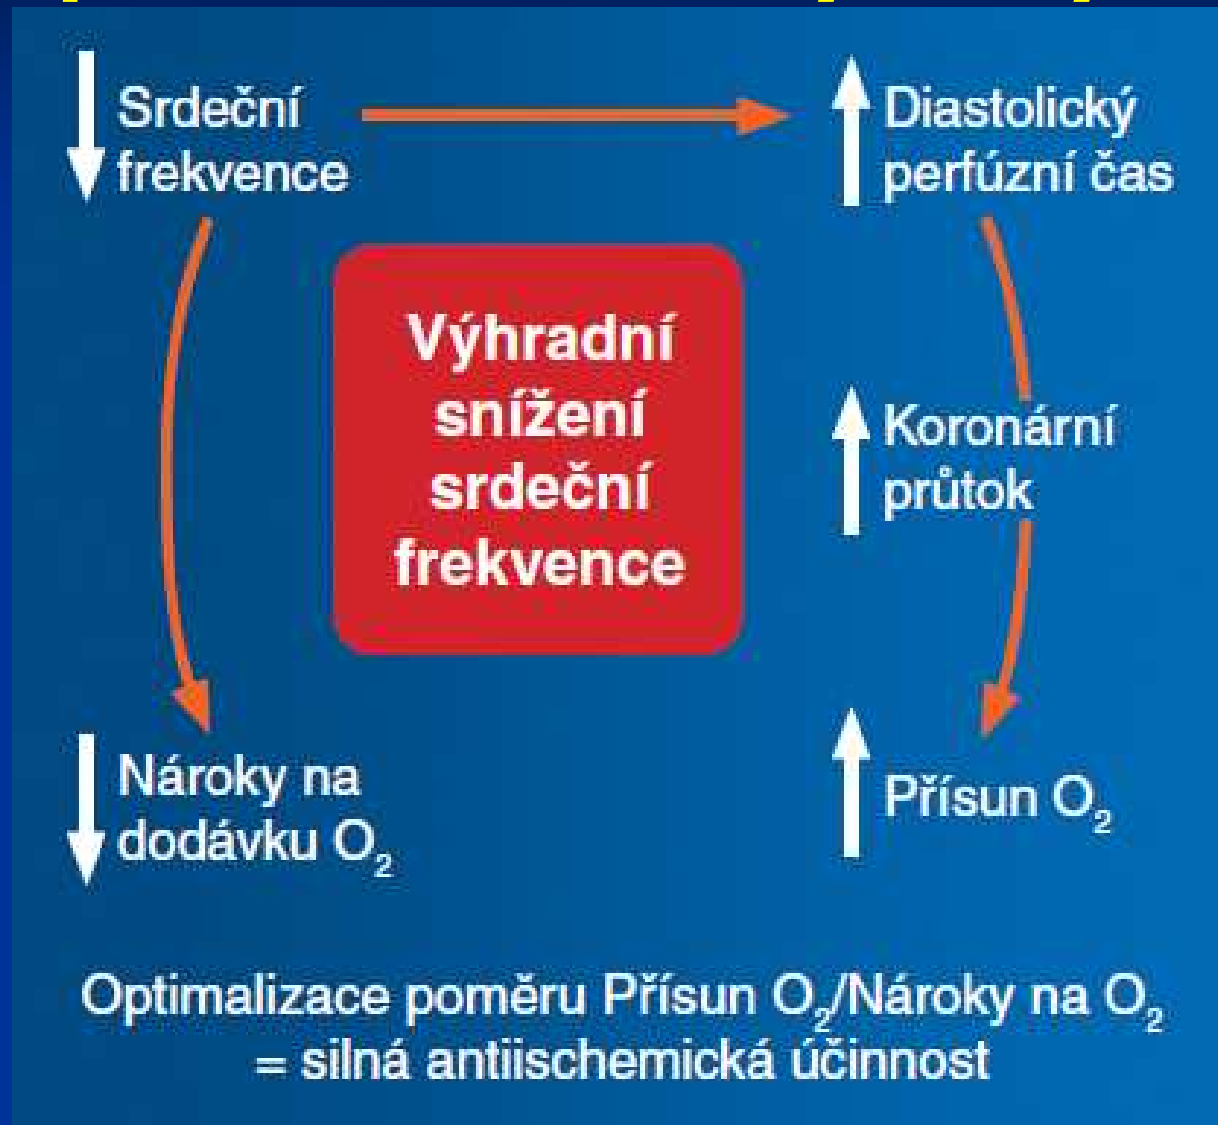 Srdeční
frekvence
Diastolický
perfúzní čas
Výhradní
snížení
srdeční
frekvence
Koronární
průtok
Nároky na
dodávku O₂
Přísun O₂
Optimalizace poměru Přísun O₂/Nároky na O₂
= silná antiischemická účinnost